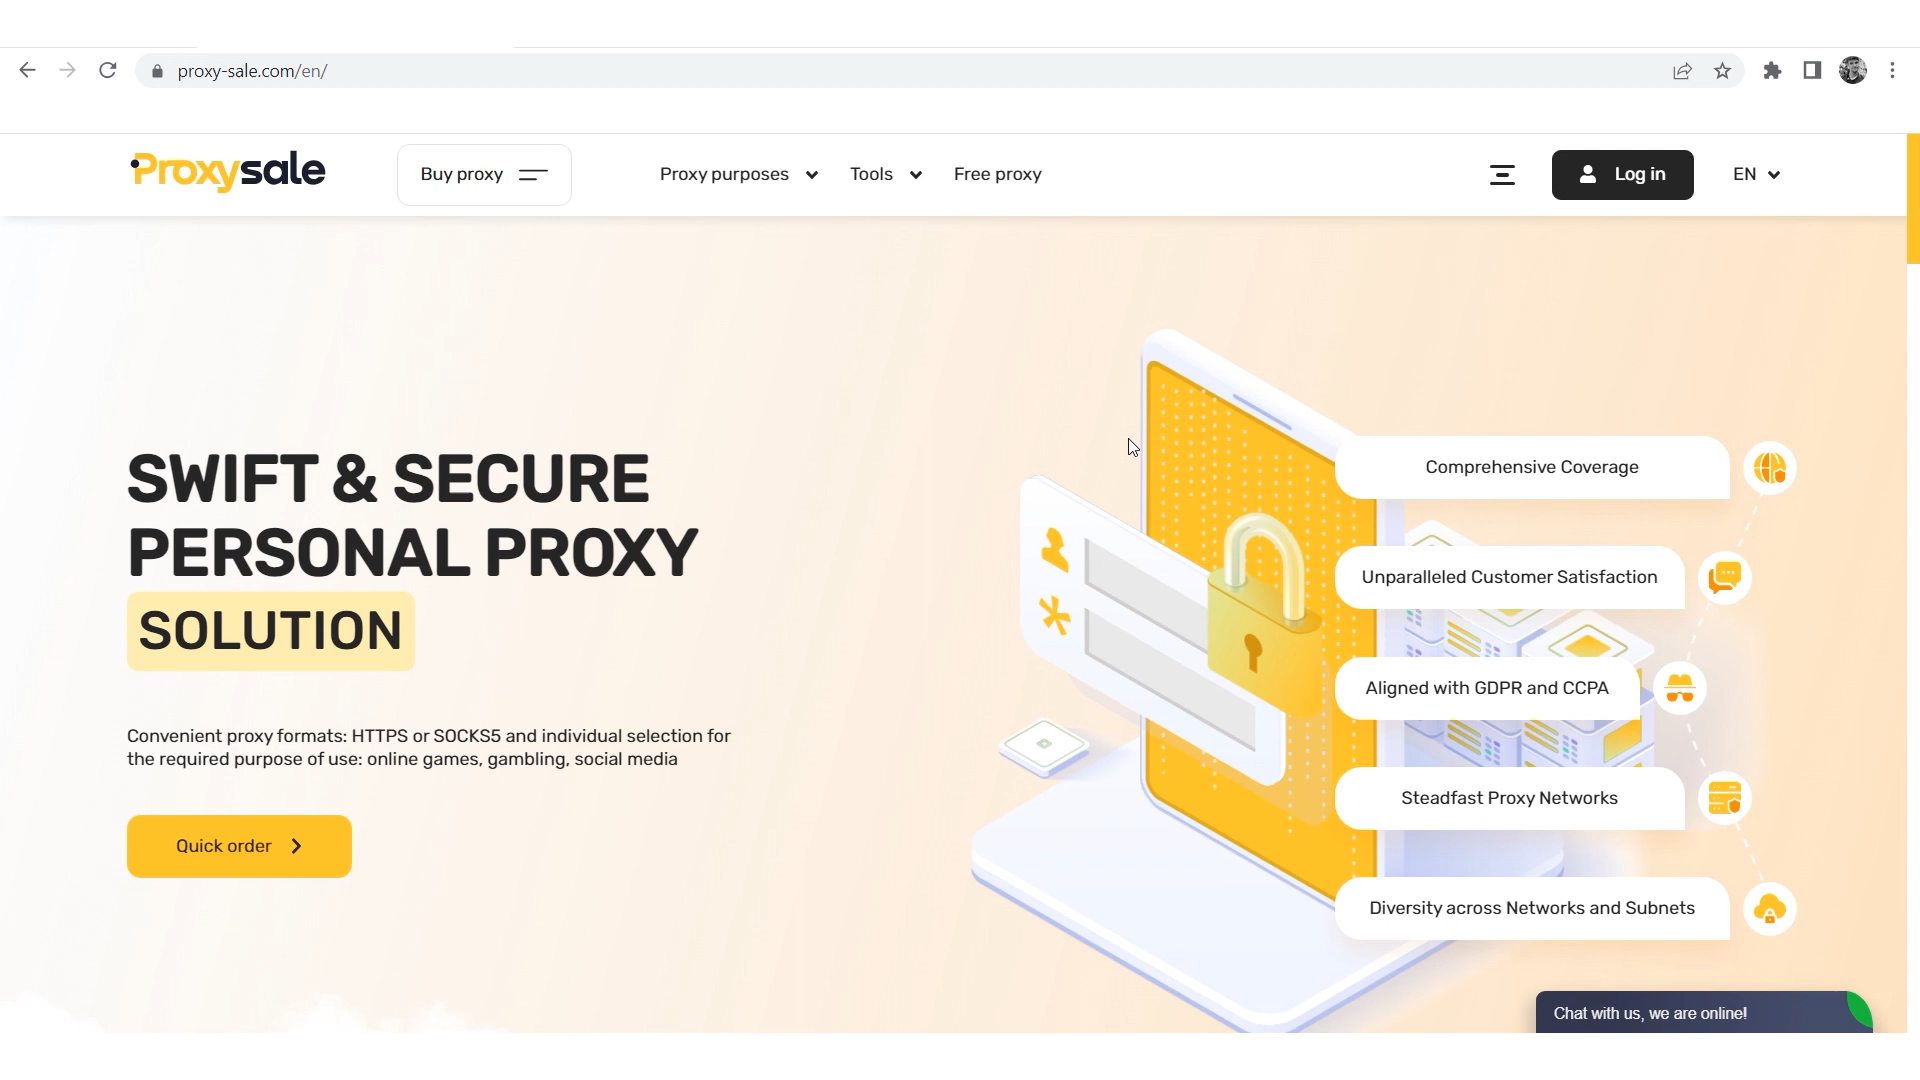 proxy-sale.com/en/
Proxysale
Buy proxy
Proxy purposes
Tools
Free proxy
Log in
EN
SWIFT & SECURE
PERSONAL PROXY
SOLUTION
Convenient proxy formats: HTTPS or SOCKS5 and individual selection for
the required purpose of use: online games, gambling, social media
Quick order
Comprehensive Coverage
Unparalleled Customer Satisfaction
Aligned with GDPR and CCPA
Steadfast Proxy Networks
Diversity across Networks and Subnets
Chat with us, we are online!